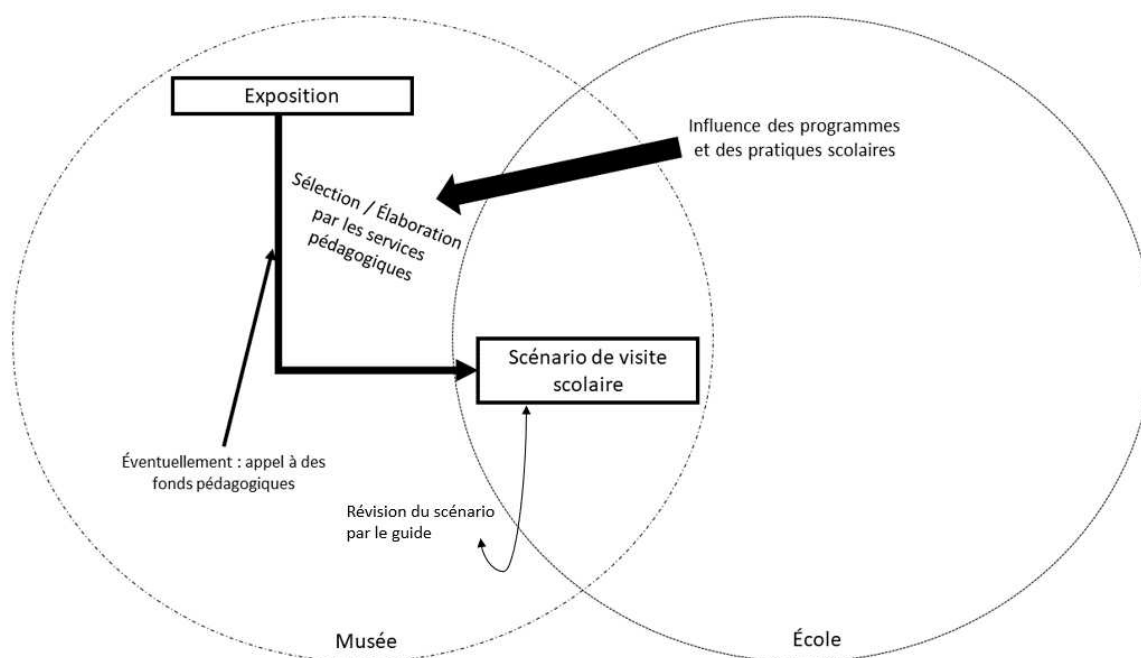 Exposition
Influence des programmes
et des pratiques scolaires
Sélection / Élaboration
par les services
pédagogiques
Scénario de visite
scolaire
Éventuellement : appel à des
fonds pédagogiques
Révision du scénario
par le guide
Musée
École